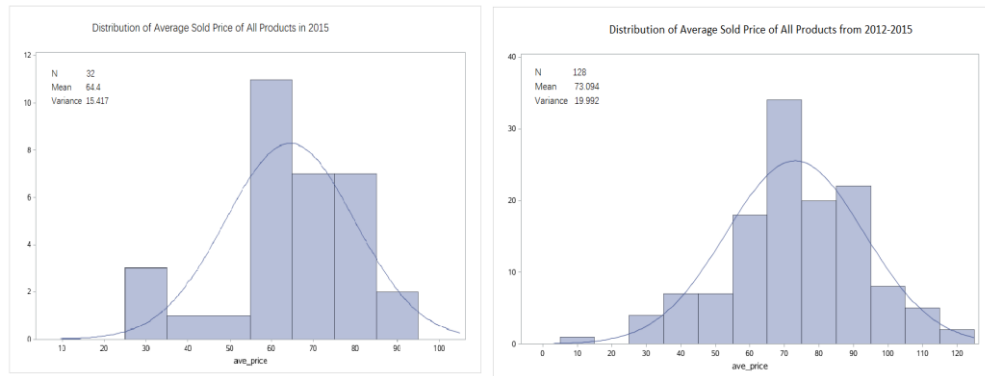 Distribution of Average Sold Price of All Products in 2015
12
N 32
Mean 64.4
Variance 15.417
10
8
6
4
2
0
10 30 40 50 60 70 80 90 100
ave_price
Distribution of Average Sold Price of All Products from 2012-2015
40
N 128
Mean 73.094
Variance 19.992
30
20
10
0
0 10 20 30 40 50 60 70 80 90 100 110 120
ave_price